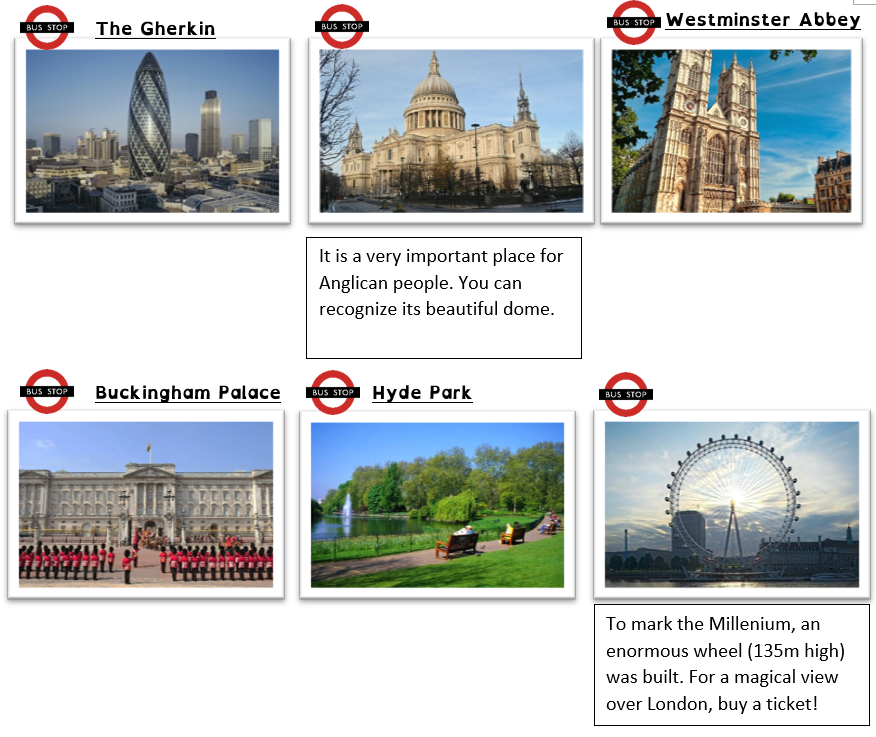 BUS STOP
The Gherkin
BUS STOP
BUS STOP
Westminster Abbey
It is a very important place for
Anglican people. You can
recognize its beautiful dome.
BUS STOP
Buckingham Palace
BUS STOP
Hyde Park
BUS STOP
To mark the Millenium, an
enormous wheel (135m high)
was built. For a magical view
over London, buy a ticket!